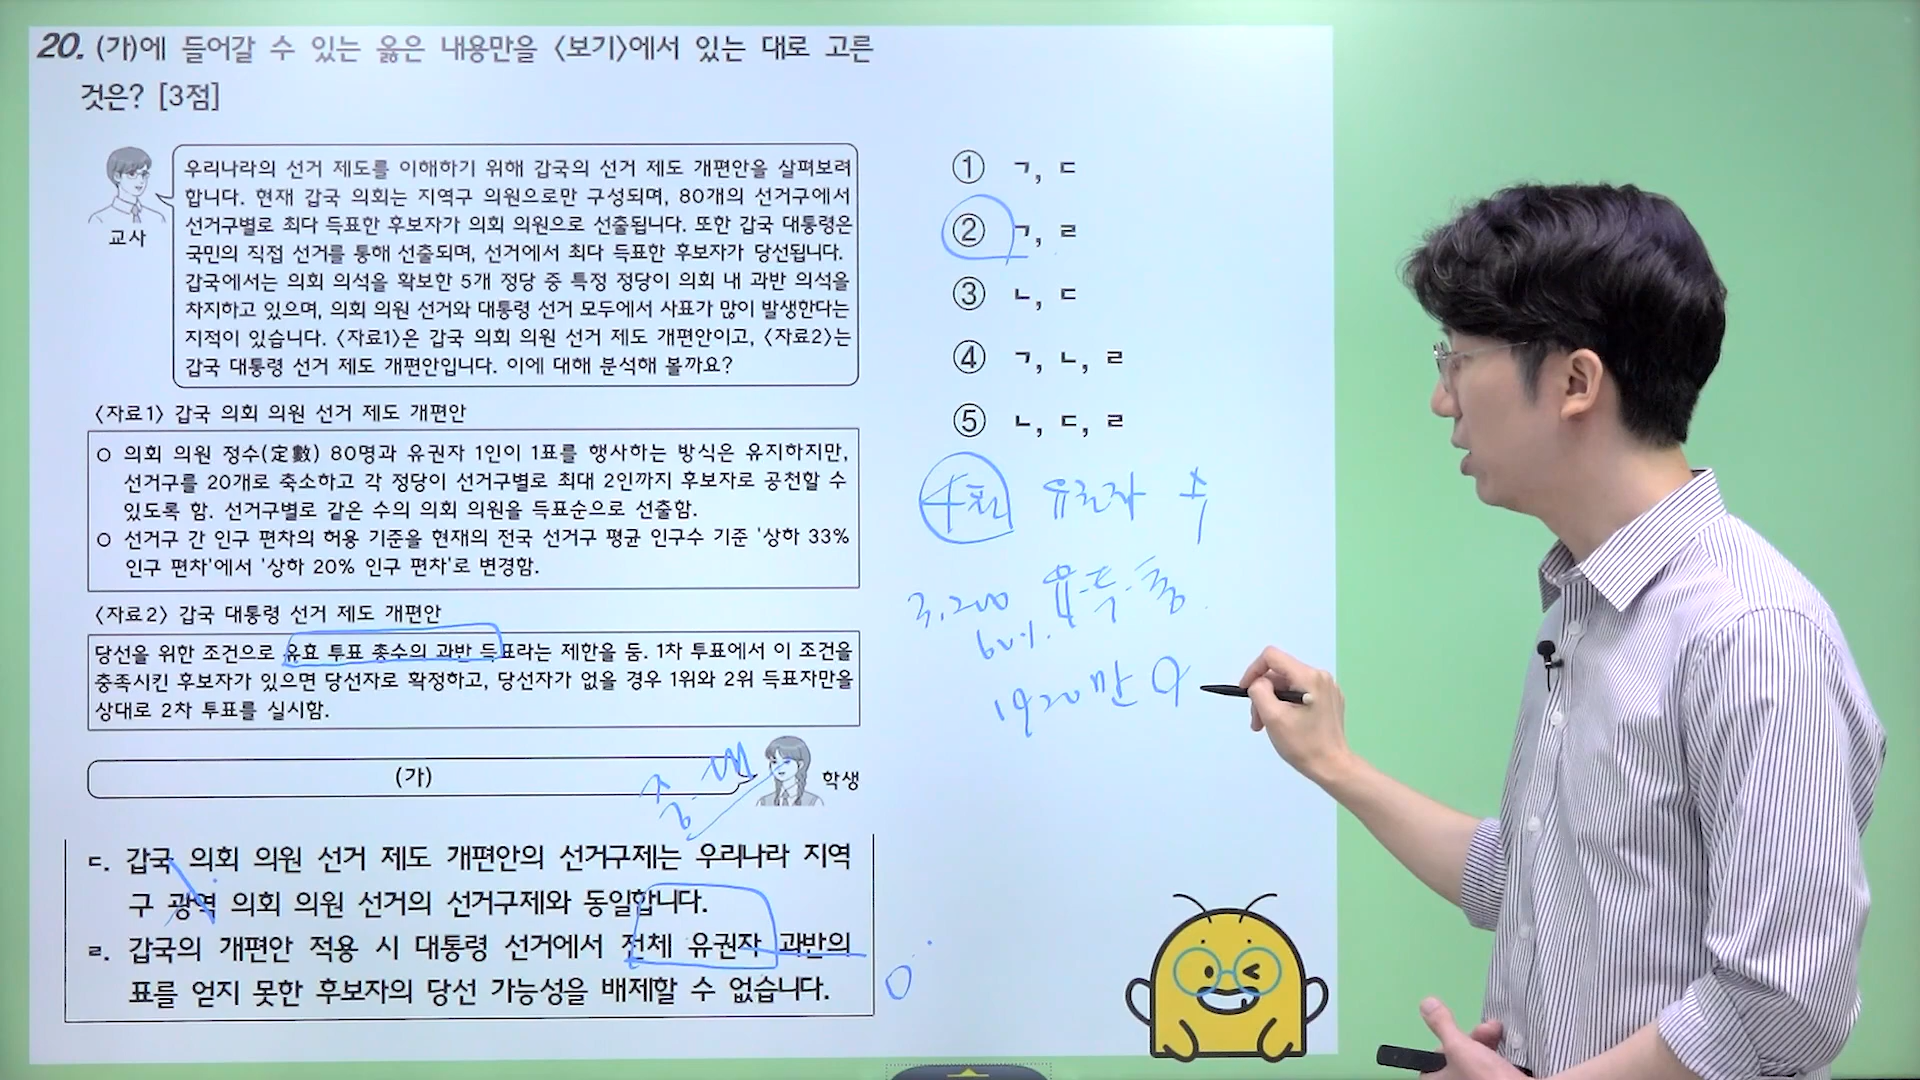 20. (가)에 들어갈 수 있는 옳은 내용만을 〈보기〉에서 있는 대로 고른
것은? [3점]
우리나라의 선거 제도를 이해하기 위해 갑국의 선거 제도 개편안을 살펴보려
합니다. 현재 갑국 의회는 지역구 의원으로만 구성되며, 80개의 선거구에서
선거구별로 최다 득표한 후보자가 의회 의원으로 선출됩니다. 또한 갑국 대통령은
국민의 직접 선거를 통해 선출되며, 선거에서 최다 득표한 후보자가 당선됩니다.
갑국에서는 의회 의석을 확보한 5개 정당 중 특정 정당이 의회 내 과반 의석을
차지하고 있으며, 의회 의원 선거와 대통령 선거 모두에서 사표가 많이 발생한다는
지적이 있습니다. 〈자료1〉은 갑국 의회 의원 선거 제도 개편안이고, 〈자료2〉는
갑국 대통령 선거 제도 개편안입니다. 이에 대해 분석해 볼까요?
교사
〈자료1〉 갑국 의회 의원 선거 제도 개편안
○ 의회 의원 정수(定數) 80명과 유권자 1인이 1표를 행사하는 방식은 유지하지만,
선거구를 20개로 축소하고 각 정당이 선거구별로 최대 2인까지 후보자로 공천할 수
있도록 함. 선거구별로 같은 수의 의회 의원을 득표순으로 선출함.
○ 선거구 간 인구 편차의 허용 기준을 현재의 전국 선거구 평균 인구수 기준 '상하 33%
인구 편차'에서 '상하 20% 인구 편차'로 변경함.
〈자료2〉 갑국 대통령 선거 제도 개편안
당선을 위한 조건으로 유효 투표 총수의 과반 득표라는 제한을 둠. 1차 투표에서 이 조건을
충족시킨 후보자가 있으면 당선자로 확정하고, 당선자가 없을 경우 1위와 2위 득표자만을
상대로 2차 투표를 실시함.
(가)
학생
중·대
ㄷ. 갑국 의회 의원 선거 제도 개편안의 선거구제는 우리나라 지역
구 광역 의회 의원 선거의 선거구제와 동일합니다.
ㄹ. 갑국의 개편안 적용 시 대통령 선거에서 전체 유권자 과반의
표를 얻지 못한 후보자의 당선 가능성을 배제할 수 없습니다.
① ㄱ, ㄷ
② ㄱ, ㄹ
③ ㄴ, ㄷ
④ ㄱ, ㄴ, ㄹ
⑤ ㄴ, ㄷ, ㄹ
4천 유권자 수
3,200 유·투·총
60%
1920만